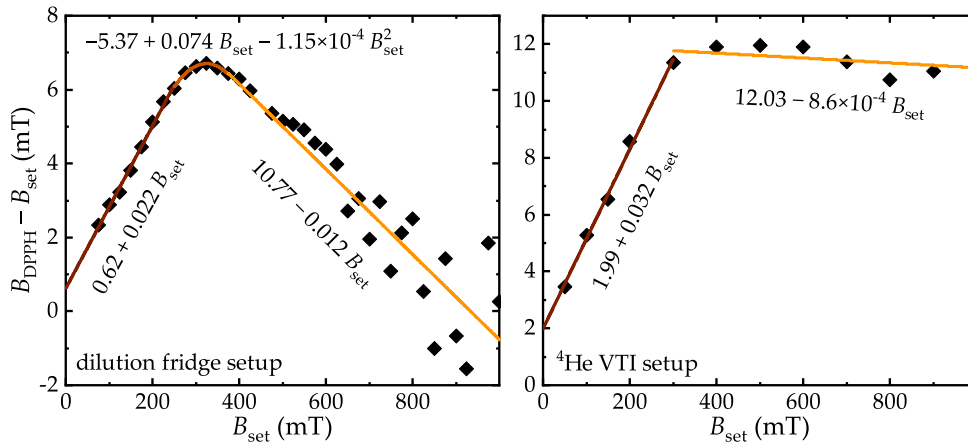 −5.37 + 0.074 Bset − 1.15×10⁻⁴ B²set
BDPPH − Bset (mT)
8
6
4
2
0
-2
0.62 + 0.022 Bset
10.77 − 0.012 Bset
dilution fridge setup
0 200 400 600 800
Bset (mT)
12
10
8
6
4
2
0
12.03 − 8.6×10⁻⁴ Bset
1.99 + 0.032 Bset
⁴He VTI setup
0 200 400 600 800
Bset (mT)